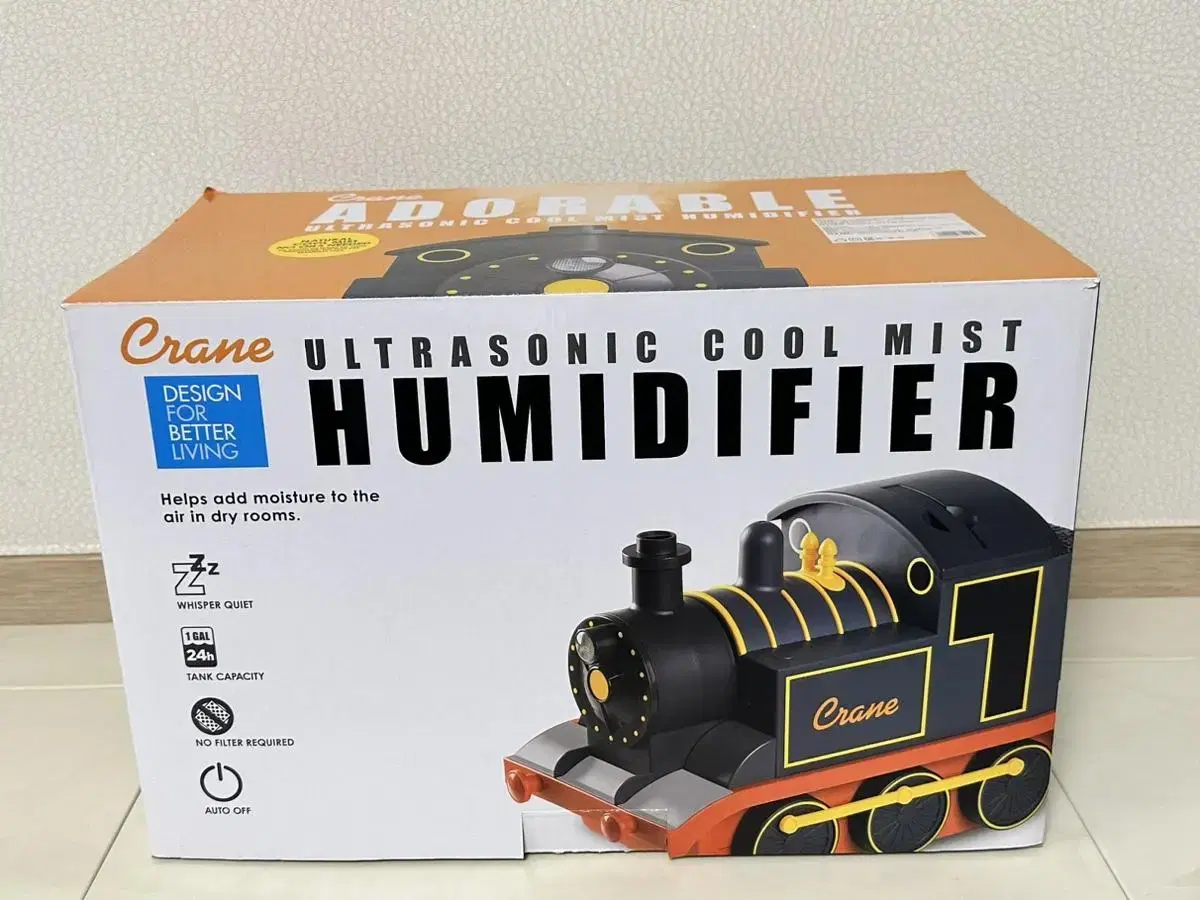 Crane
ADORABLE
ULTRASONIC COOL MIST HUMIDIFIER
NATURAL
Crane
DESIGN
FOR
BETTER
LIVING
ULTRASONIC COOL MIST
HUMIDIFIER
Helps add moisture to the
air in dry rooms.
ZZZ
WHISPER QUIET
1 GAL
24h
TANK CAPACITY
NO FILTER REQUIRED
AUTO OFF
Crane
1